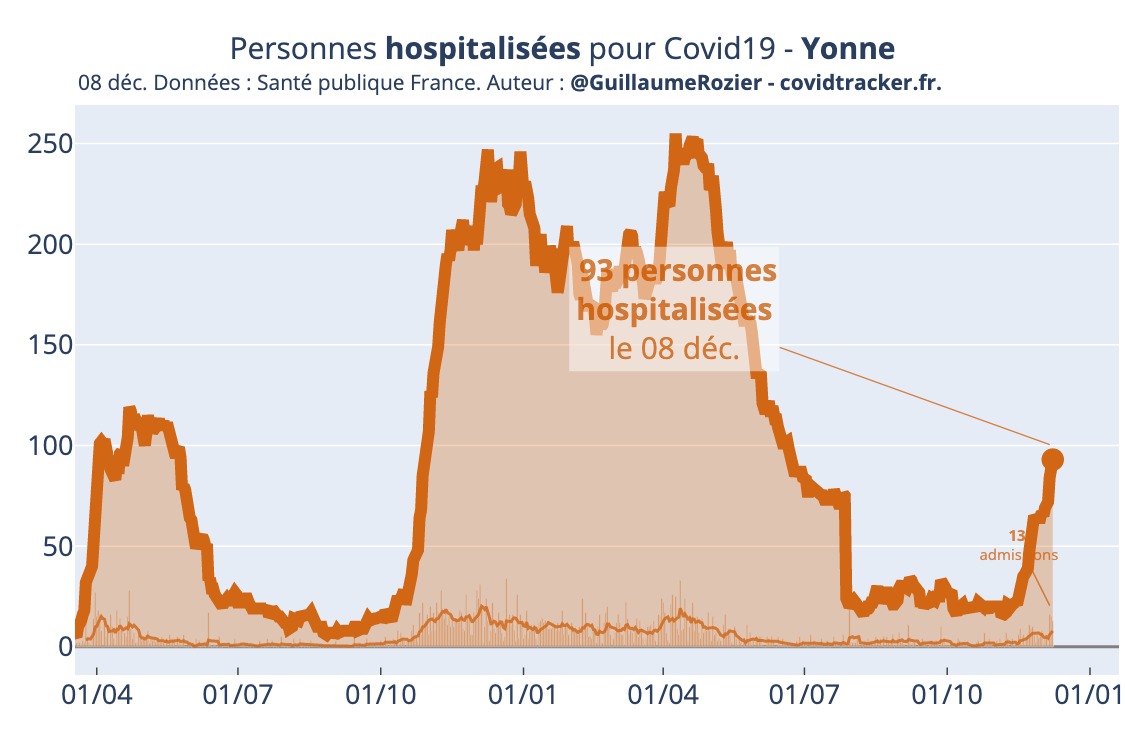 Personnes hospitalisées pour Covid19 - Yonne
08 déc. Données : Santé publique France. Auteur : @GuillaumeRozier - covidtracker.fr.
250
200
150
100
50
0
93 personnes
hospitalisées
le 08 déc.
13
admissions
01/04
01/07
01/10
01/01
01/04
01/07
01/10
01/01